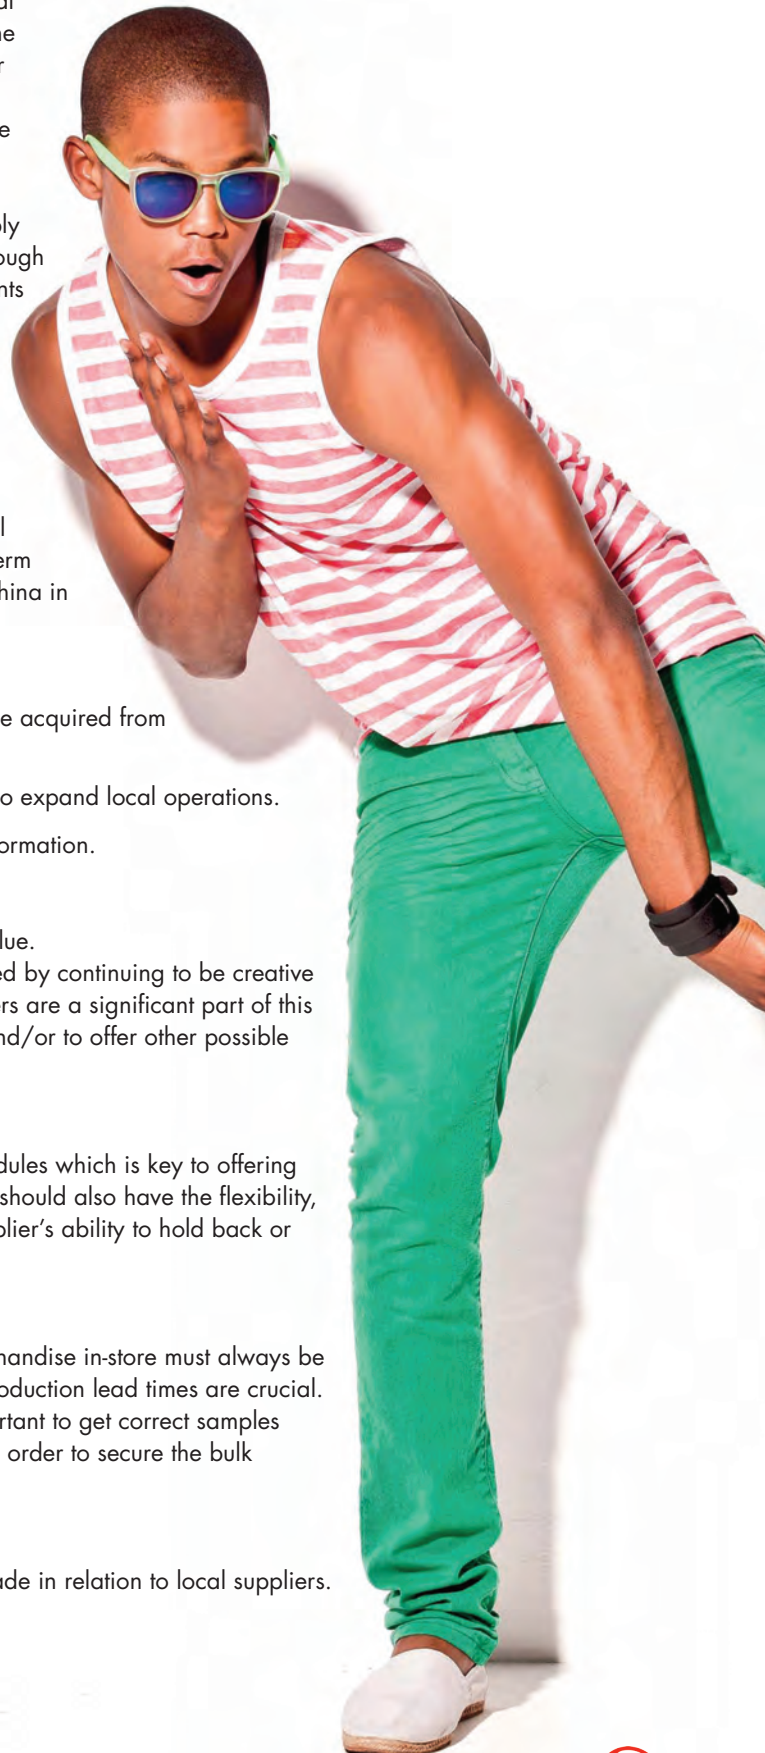 ne
r
e
ply
ough
nts
l
erm
hina in
e acquired from
o expand local operations.
ormation.
lue.
ed by continuing to be creative
ers are a significant part of this
nd/or to offer other possible
dules which is key to offering
should also have the flexibility,
plier’s ability to hold back or
handise in-store must always be
roduction lead times are crucial.
rtant to get correct samples
order to secure the bulk
ade in relation to local suppliers.